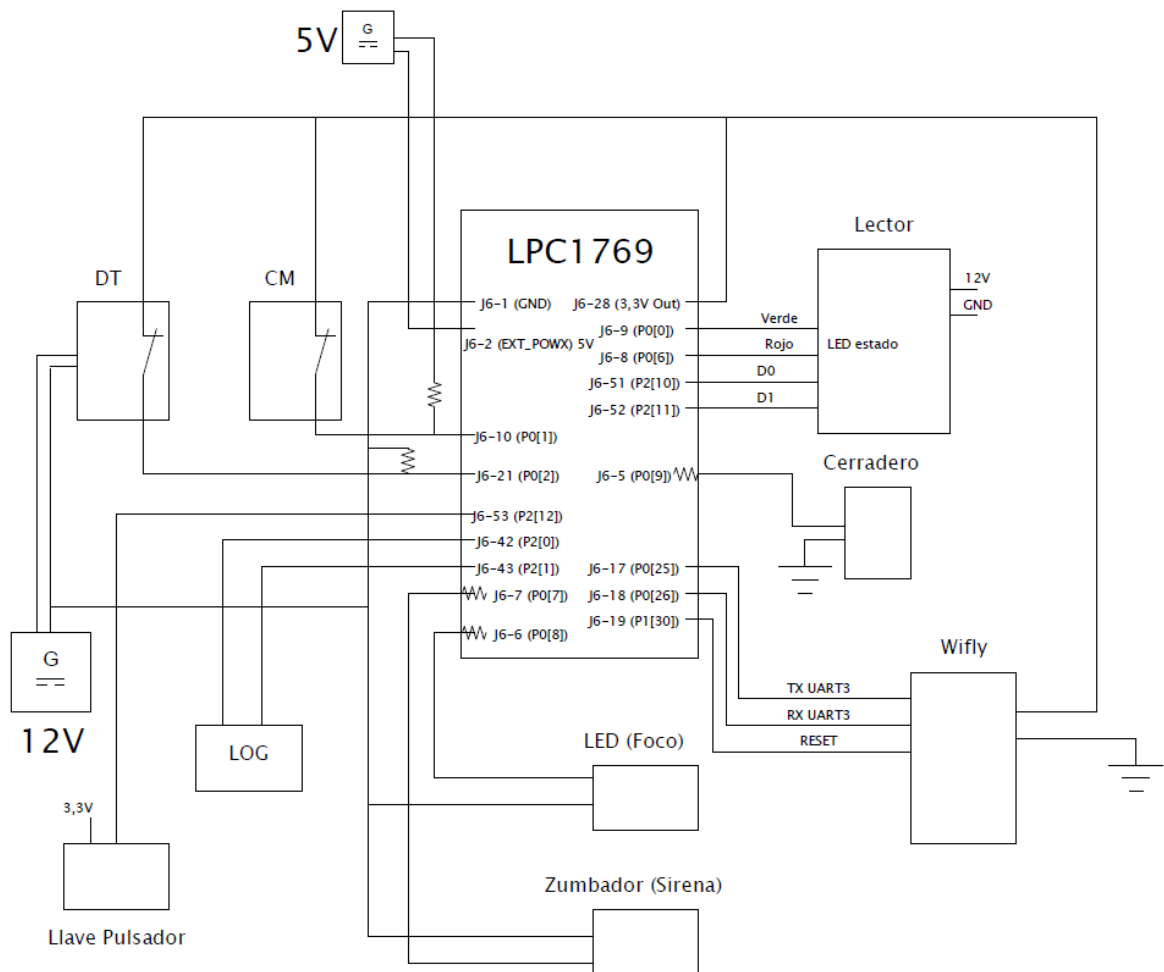 5V
G
LPC1769
Lector
DT
CM
12V
J6-1 (GND)
J6-28 (3,3V Out)
GND
Verde
J6-9 (P0[0])
J6-2 (EXT_POWX) 5V
Rojo
LED estado
J6-8 (P0[6])
D0
J6-51 (P2[10])
D1
J6-52 (P2[11])
J6-10 (P0[1])
Cerradero
J6-21 (P0[2])
J6-5 (P0[9])
J6-53 (P2[12])
J6-42 (P2[0])
J6-43 (P2[1])
J6-17 (P0[25])
J6-7 (P0[7])
J6-18 (P0[26])
J6-19 (P1[30])
J6-6 (P0[8])
G
Wifly
12V
TX UART3
RX UART3
RESET
LOG
LED (Foco)
3,3V
Zumbador (Sirena)
Llave Pulsador